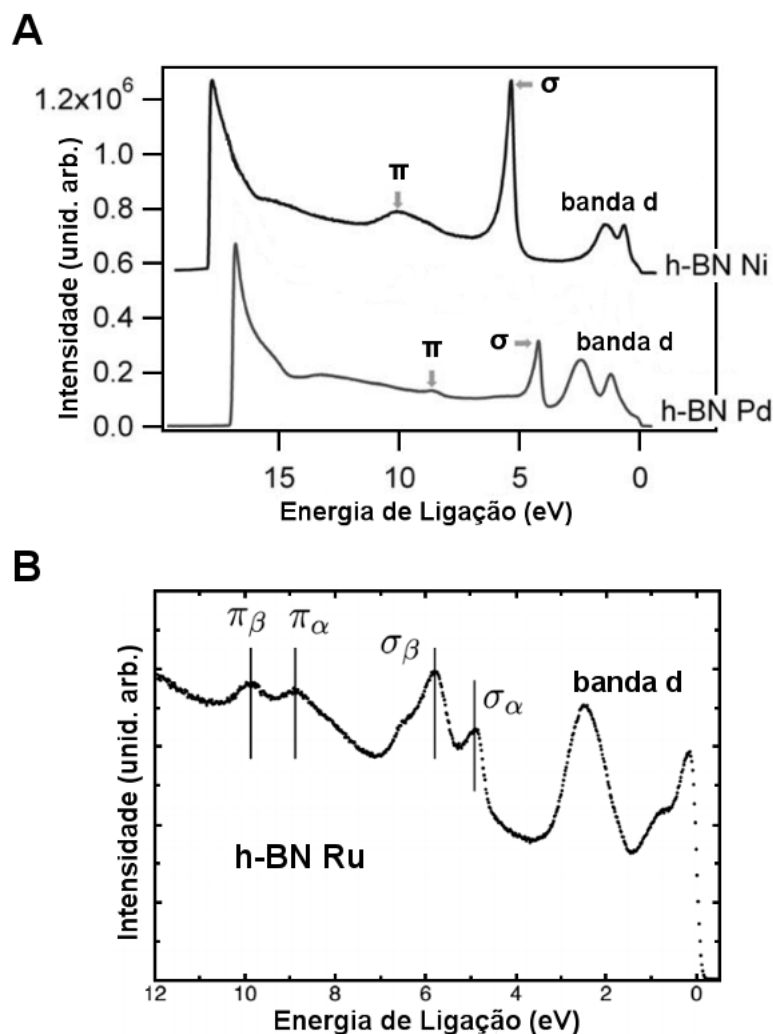 A
Intensidade (unid. arb.)
1.2x10⁶
1.0
0.8
0.6
0.4
0.2
0.0
π
σ
banda d
h-BN Ni
π
σ
banda d
h-BN Pd
15
10
5
0
Energia de Ligação (eV)
B
Intensidade (unid. arb.)
πβ
πα
σβ
σα
banda d
h-BN Ru
12
10
8
6
4
2
0
Energia de Ligação (eV)